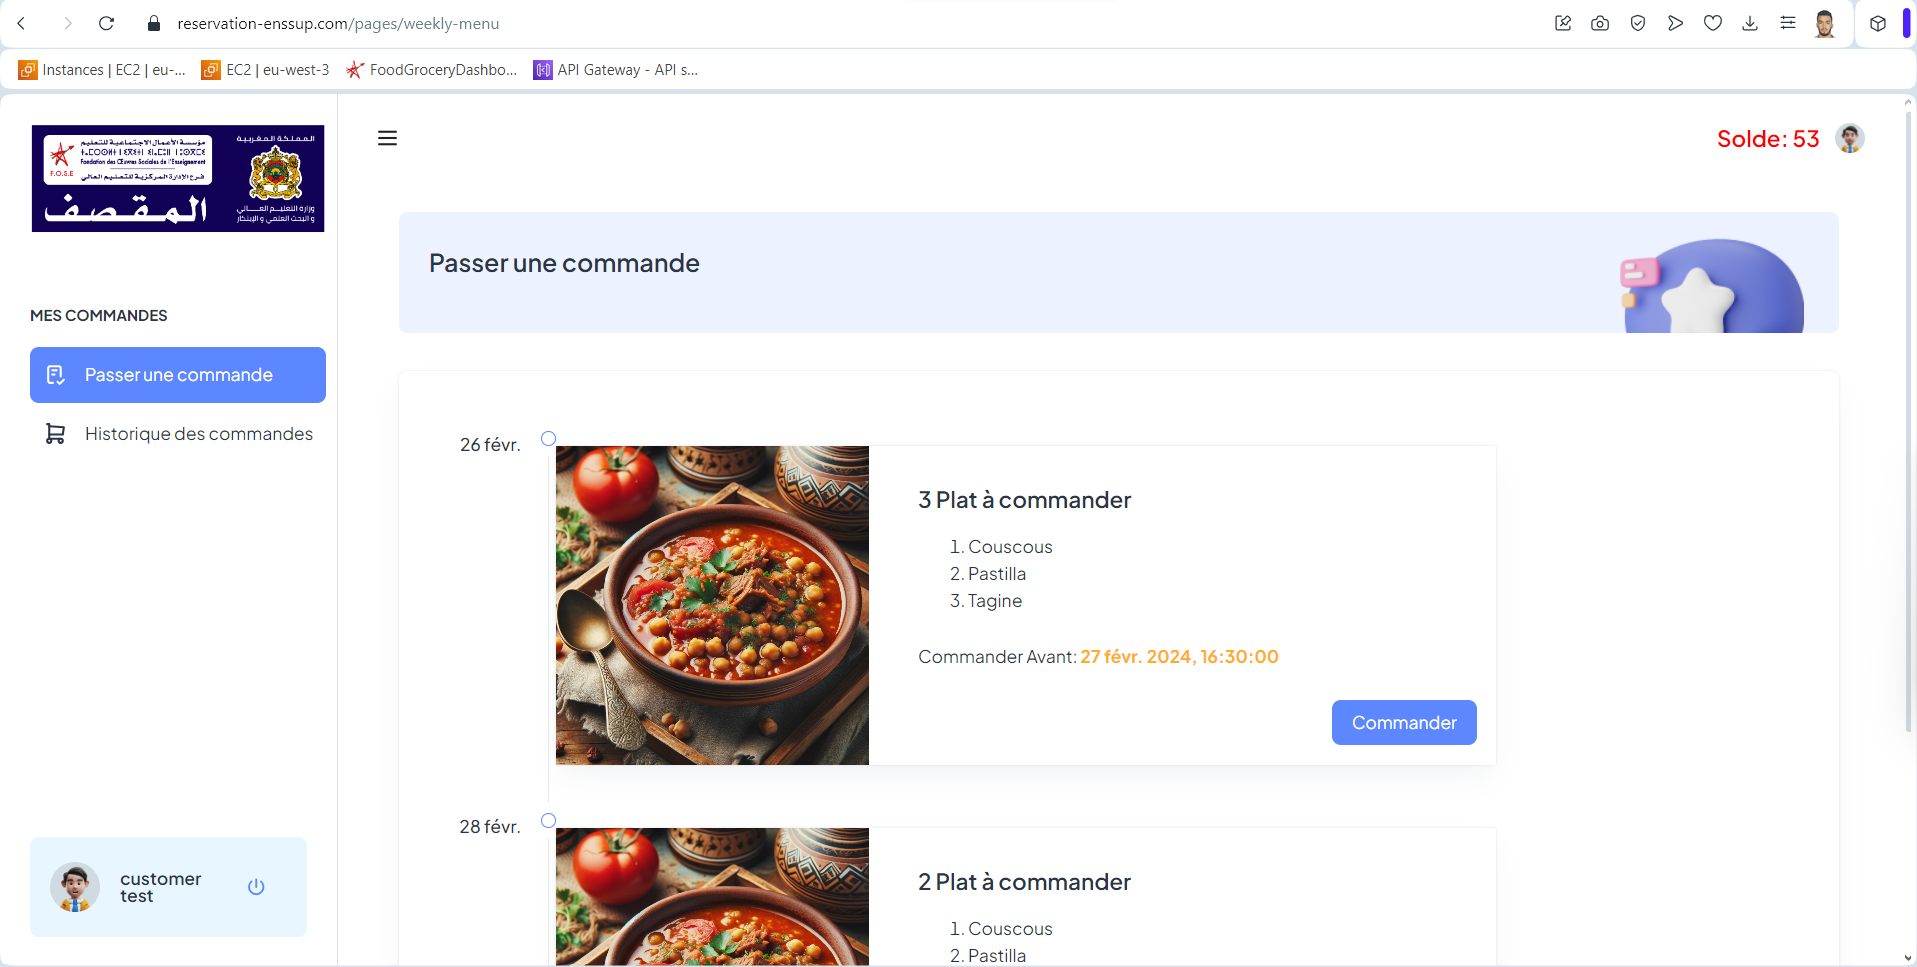 reservation-enssup.com/pages/weekly-menu
Instances | EC2 | eu-...
EC2 | eu-west-3
FoodGroceryDashbo...
API Gateway - API s...
مؤسسة الأعمال الاجتماعية للتعليم
Fondation des Œuvres Sociales de l'Enseignement
فرع الإدارة المركزية للتعليم العالي
F.O.S.E
المقصف
المملكة المغربية
وزارة التعليم العالي
و البحث العلمي و الإبتكار
Solde: 53
Passer une commande
MES COMMANDES
Passer une commande
Historique des commandes
26 févr.
3 Plat à commander
1. Couscous
2. Pastilla
3. Tagine
Commander Avant: 27 févr. 2024, 16:30:00
Commander
28 févr.
2 Plat à commander
1. Couscous
2. Pastilla
customer
test